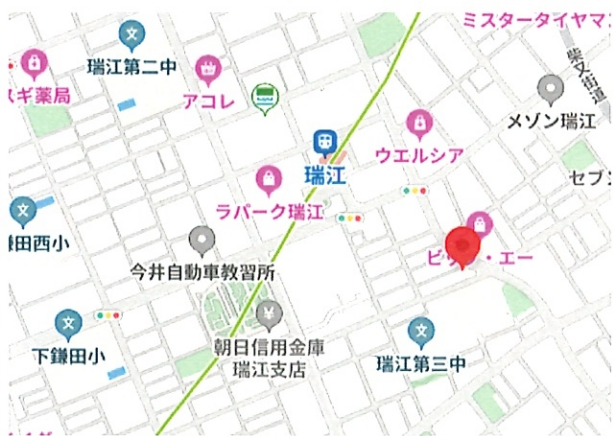 ミスタータイヤマン
瑞江第二中
スギ薬局
アコレ
柴又街道
メゾン瑞江
ウエルシア
瑞江
セブン
ラパーク瑞江
鎌田西小
ビッグ・エー
今井自動車教習所
下鎌田小
朝日信用金庫
瑞江支店
瑞江第三中